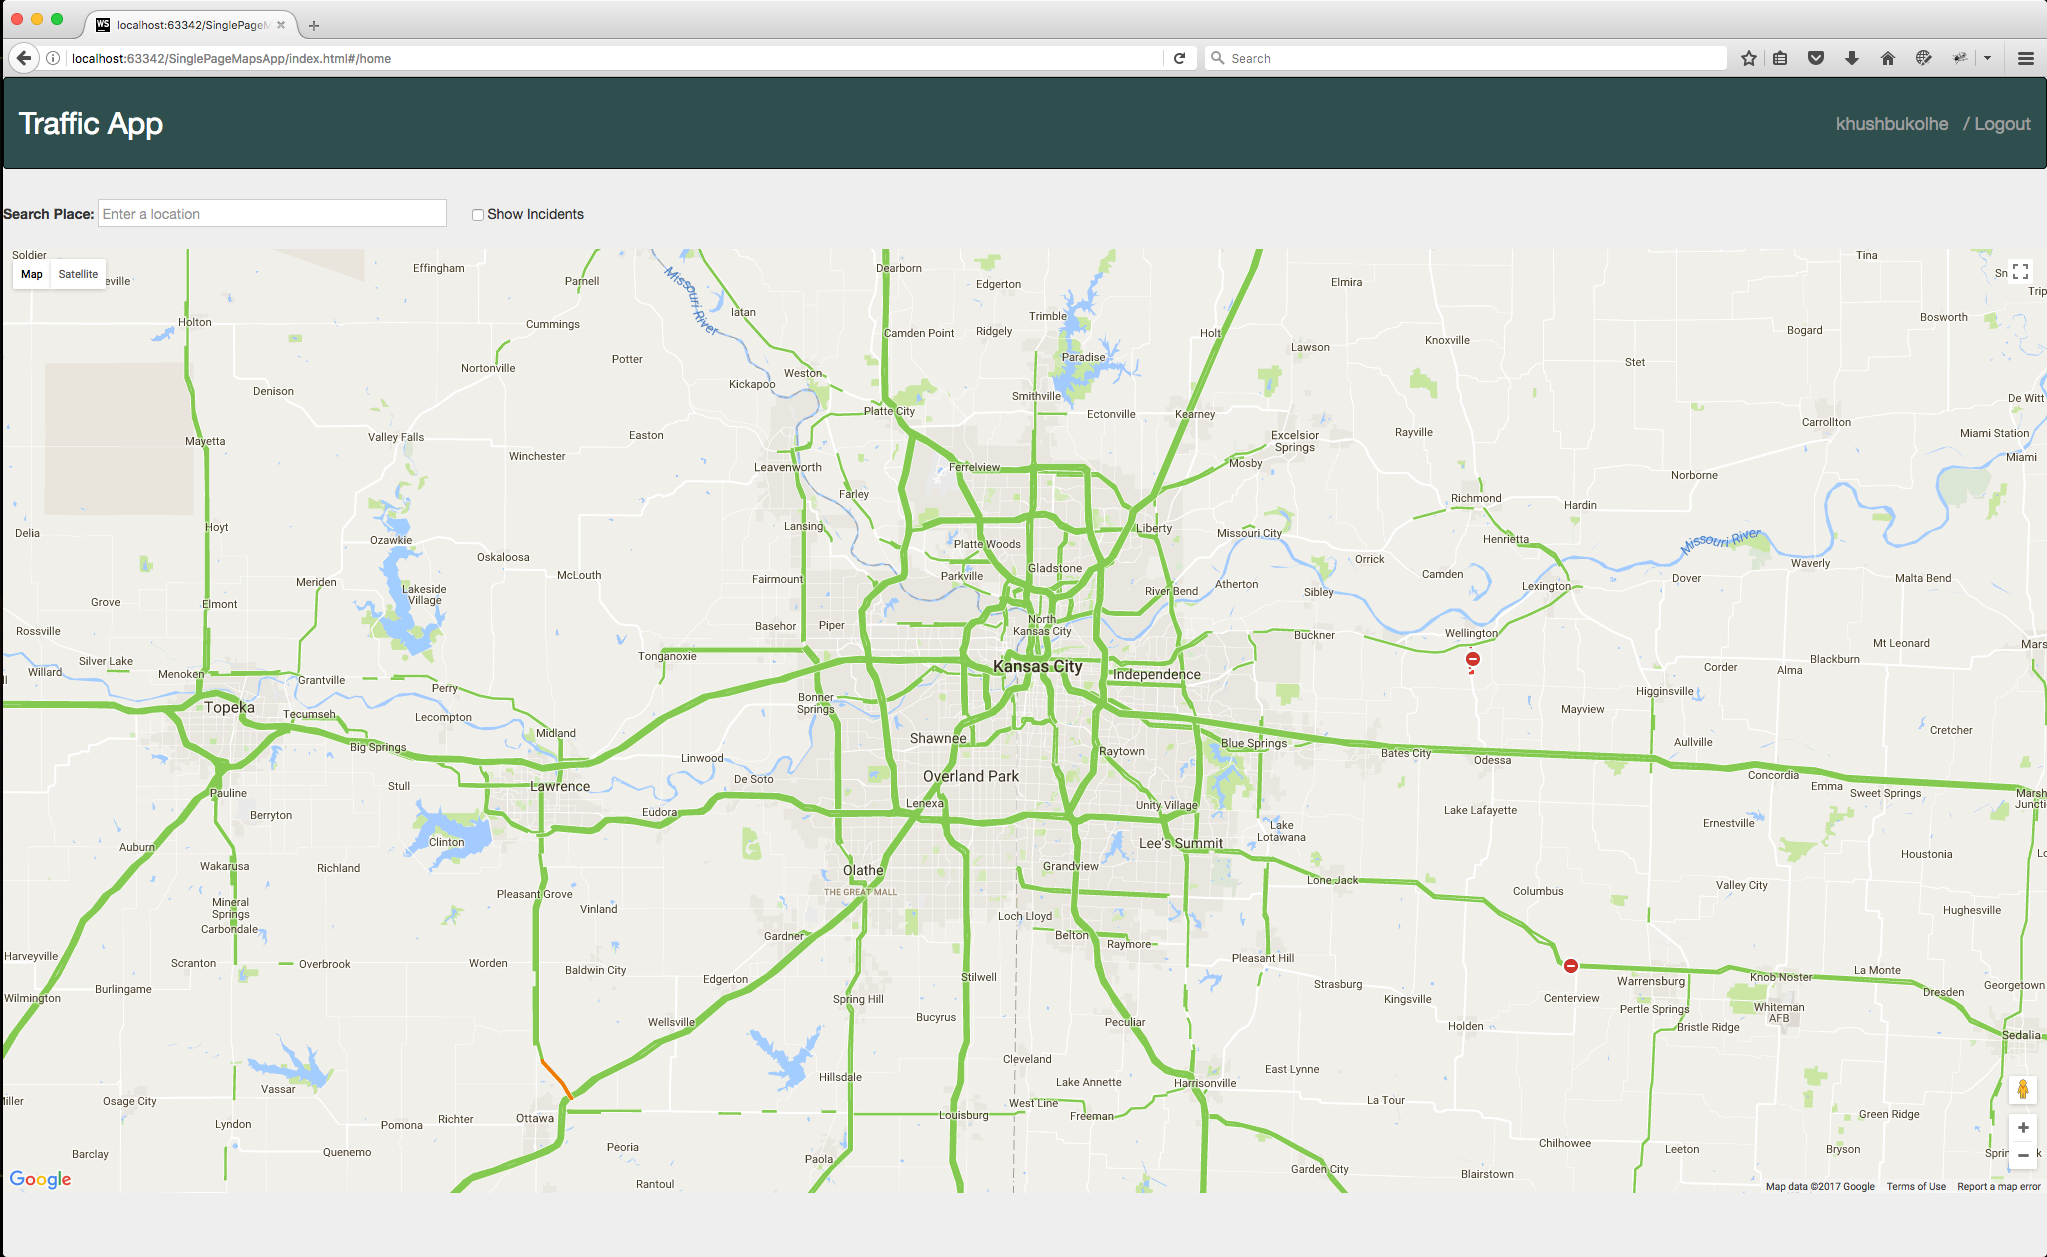 WS localhost:63342/SinglePageM
localhost:63342/SinglePageMapsApp/index.html#/home
Search
Traffic App
khushbukolhe / Logout
Search Place: Enter a location Show Incidents
Soldier
Map Satellite
eville
Effingham
Parnell
Dearborn
Edgerton
Elmira
Tina
Sn
Trip
Missouri River
Holton
Cummings
Iatan
Camden Point
Ridgely
Trimble
Holt
Lawson
Knoxville
Bogard
Bosworth
Potter
Nortonville
Kickapoo
Weston
Paradise
Stet
Denison
Platte City
Smithville
Ectonville
Kearney
De Witt
Mayetta
Valley Falls
Easton
Excelsior
Springs
Rayville
Carrollton
Miami Station
Winchester
Leavenworth
Ferrelview
Mosby
Miami
Norborne
Farley
Richmond
Hardin
Delia
Hoyt
Ozawkie
Lansing
Liberty
Missouri City
Henrietta
Missouri River
Oskaloosa
Platte Woods
Orrick
McLouth
Meriden
Fairmount
Parkville
Gladstone
Atherton
Camden
Lexington
Dover
Waverly
Malta Bend
Lakeside
Village
River Bend
Sibley
Grove
Elmont
Rossville
Basehor
Piper
North
Kansas City
Buckner
Wellington
Mt Leonard
Mars
Silver Lake
Tonganoxie
Kansas City
Independence
Corder
Alma
Blackburn
Willard
Menoken
Grantville
Perry
Bonner
Springs
Higginsville
Topeka
Tecumseh
Lecompton
Mayview
Midland
Shawnee
Raytown
Blue Springs
Bates City
Odessa
Aullville
Cretcher
Big Springs
Linwood
De Soto
Overland Park
Concordia
Emma
Sweet Springs
Marsh
Juncti
Pauline
Stull
Lawrence
Lenexa
Unity Village
Berryton
Eudora
Lake Lafayette
Ernestville
Lake
Lotawana
Auburn
Clinton
Lee's Summit
Houstonia
Lo
Wakarusa
Richland
Olathe
THE GREAT MALL
Grandview
Lone Jack
Columbus
Valley City
Pleasant Grove
Mineral
Springs
Vinland
Loch Lloyd
Hughesville
Carbondale
Gardner
Belton
Raymore
Harveyville
Scranton
Overbrook
Worden
Baldwin City
Edgerton
Stilwell
Pleasant Hill
Strasburg
Warrensburg
Knob Noster
La Monte
Dresden
Georgetown
Wilmington
Burlingame
Spring Hill
Kingsville
Centerview
Pertle Springs
Whiteman
AFB
Wellsville
Bucyrus
Peculiar
Holden
Bristle Ridge
Sedalia
Cleveland
East Lynne
Vassar
Hillsdale
Lake Annette
Harrisonville
Miller
Osage City
West Line
La Tour
Lyndon
Pomona
Richter
Ottawa
Louisburg
Freeman
Green Ridge
Barclay
Quenemo
Peoria
Paola
Chilhowee
Leeton
Bryson
Garden City
Blairstown
Rantoul
Google
Map data ©2017 Google Terms of Use Report a map error